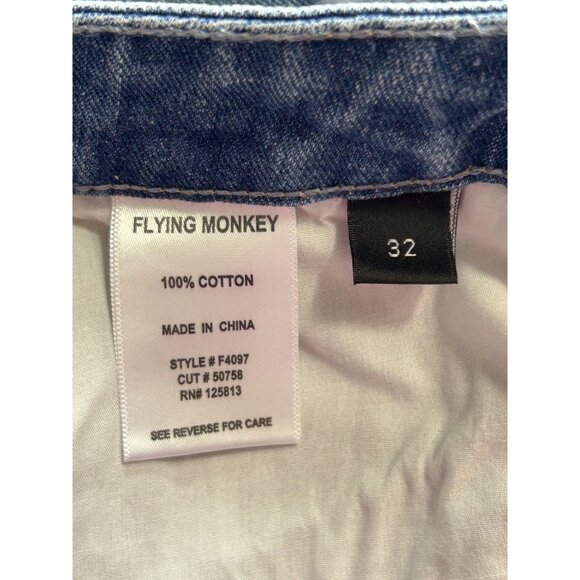 FLYING MONKEY
100% COTTON
MADE IN CHINA
STYLE # F4097
CUT # 50758
RN# 125813
SEE REVERSE FOR CARE
32